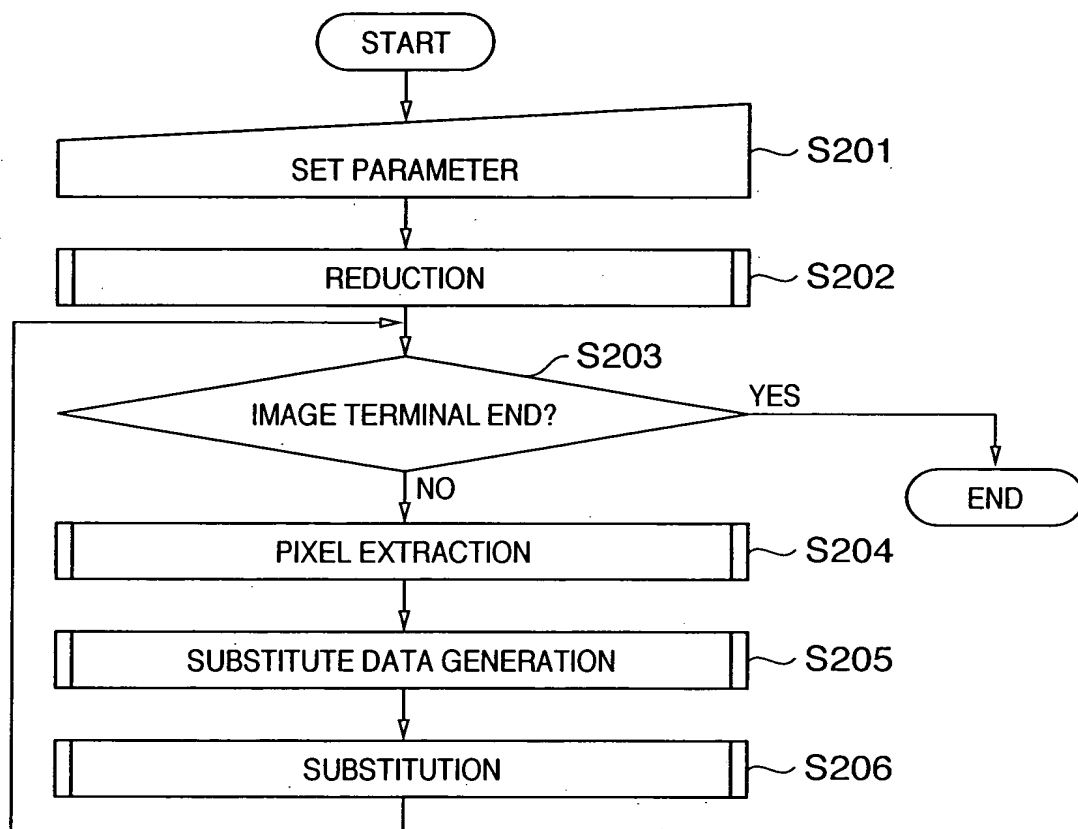 START
SET PARAMETER
S201
REDUCTION
S202
S203
IMAGE TERMINAL END?
YES
NO
END
PIXEL EXTRACTION
S204
SUBSTITUTE DATA GENERATION
S205
SUBSTITUTION
S206